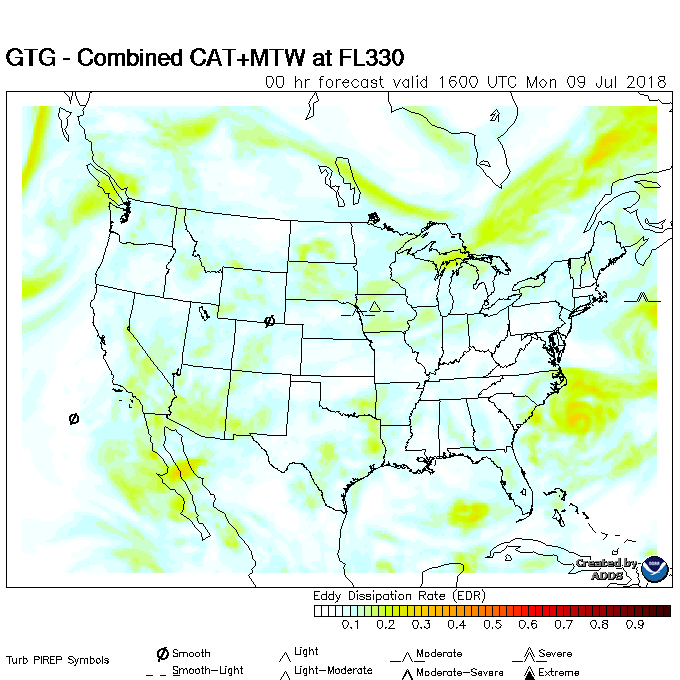 GTG - Combined CAT+MTW at FL330
00 hr forecast valid 1600 UTC Mon 09 Jul 2018
Created by
ADDS
Eddy Dissipation Rate (EDR)
0.1 0.2 0.3 0.4 0.5 0.6 0.7 0.8 0.9
Turb PIREP Symbols
Smooth Light Moderate Severe
Smooth-Light Light-Moderate Moderate-Severe Extreme